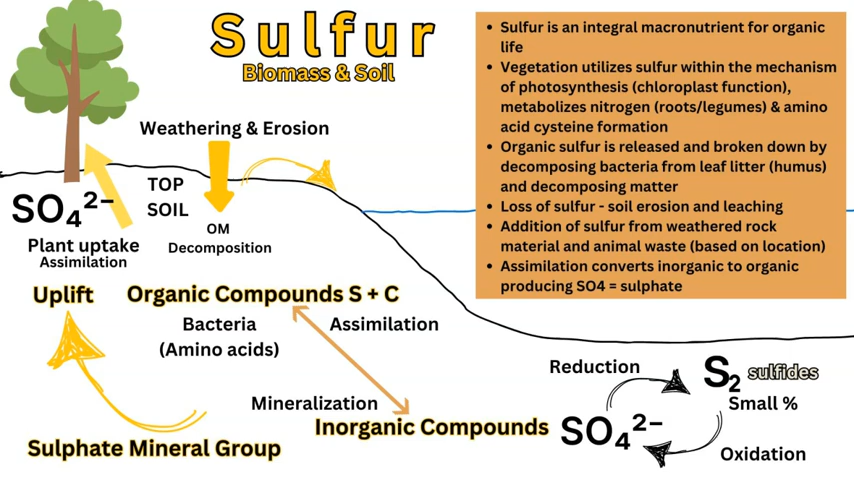 Sulfur
Biomass & Soil
• Sulfur is an integral macronutrient for organic
life
• Vegetation utilizes sulfur within the mechanism
of photosynthesis (chloroplast function),
metabolizes nitrogen (roots/legumes) & amino
acid cysteine formation
• Organic sulfur is released and broken down by
decomposing bacteria from leaf litter (humus)
and decomposing matter
• Loss of sulfur - soil erosion and leaching
• Addition of sulfur from weathered rock
material and animal waste (based on location)
• Assimilation converts inorganic to organic
producing SO4 = sulphate
Weathering & Erosion
TOP
SOIL
SO₄²⁻
OM
Decomposition
Plant uptake
Assimilation
Uplift
Organic Compounds S + C
Bacteria
(Amino acids)
Assimilation
Mineralization
Inorganic Compounds
Sulphate Mineral Group
Reduction
S₂ sulfides
Small %
SO₄²⁻
Oxidation